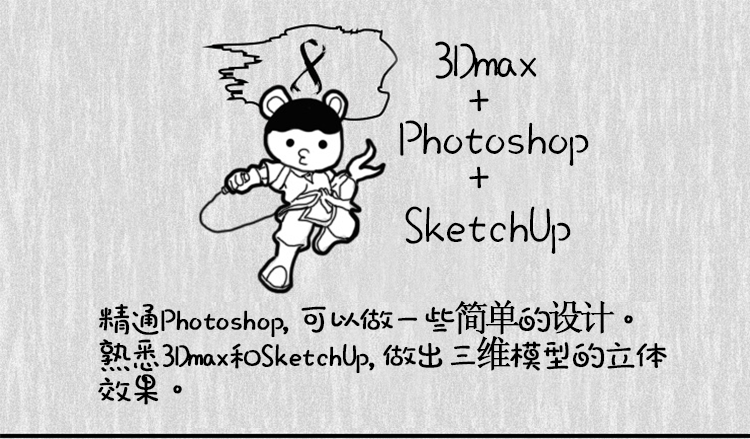 3Dmax
+
Photoshop
+
SketchUp
精通Photoshop, 可以做一些简单的设计。
熟悉3Dmax和SketchUp, 做出三维模型的立体
效果。